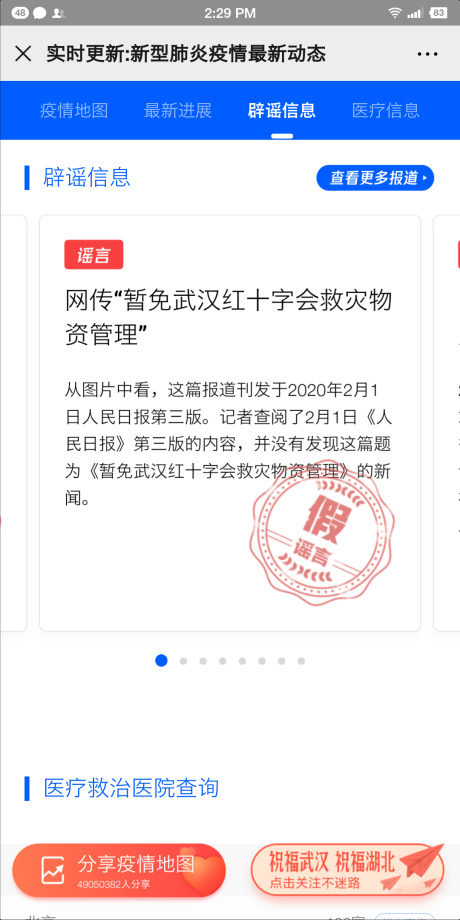 48
2:29 PM
83
实时更新:新型肺炎疫情最新动态
疫情地图 最新进展 辟谣信息 医疗信息
辟谣信息
查看更多报道
谣言
网传“暂免武汉红十字会救灾物
资管理”
从图片中看，这篇报道刊发于2020年2月1
日人民日报第三版。记者查阅了2月1日《人
民日报》第三版的内容，并没有发现这篇题
为《暂免武汉红十字会救灾物资管理》的新
闻。
假
谣言
医疗救治医院查询
分享疫情地图
49050382人分享
祝福武汉 祝福湖北
点击关注不迷路